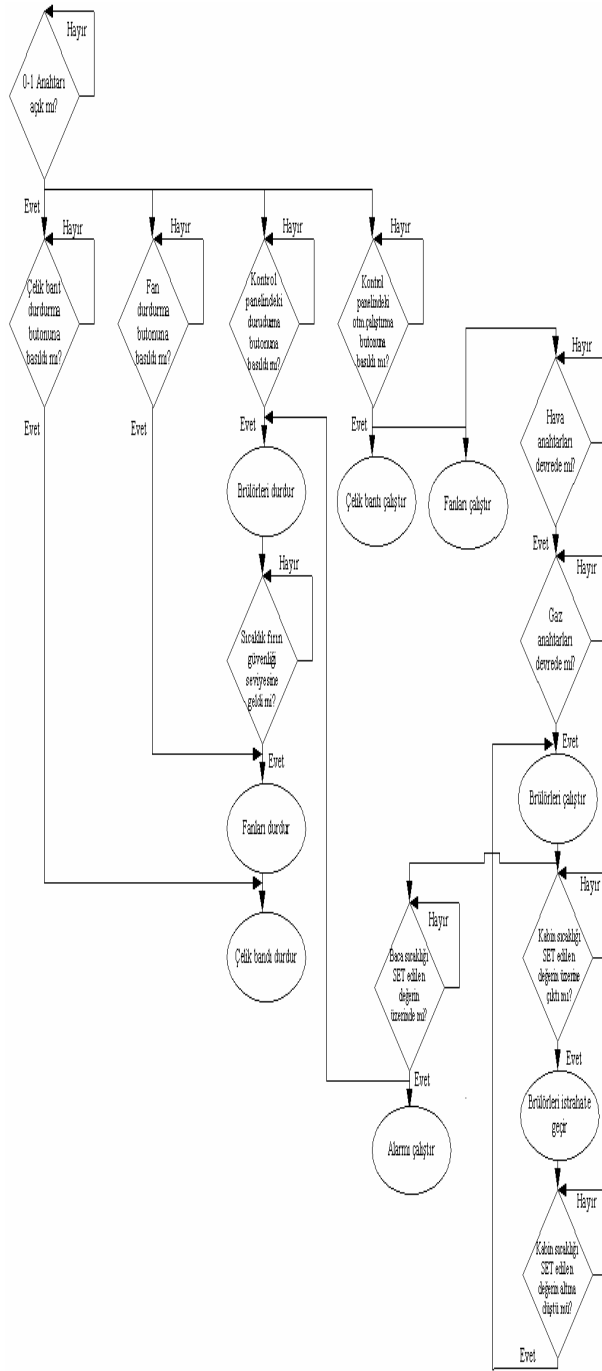 Hayır
0-1 Anahtarı
açık mı?
Evet
Hayır
Hayır
Hayır
Hayır
Çelik bant
durdurma
butonuna
basıldı mı?
Fan
durdurma
butonuna
basıldı mı?
Kontrol
panelindeki
durudurma
butonuna
basıldı mı?
Kontrol
panelindeki
otm.çalıştırma
butonuna
basıldı mı?
Evet
Evet
Evet
Evet
Hayır
Hava
anahtarları
devrede mi?
Evet
Brülörleri durdur
Çelik bantı çalıştır
Fanları çalıştır
Hayır
Gaz
anahtarları
devrede mi?
Evet
Hayır
Sıcaklık fırın
güvenliği
seviyesine
geldi mi?
Evet
Brülörleri çalıştır
Fanları durdur
Çelik bandı durdur
Hayır
Baca sıcaklığı
SET edilen
değerin
üzerinde mi?
Evet
Alarmı çalıştır
Hayır
Kabin sıcaklığı
SET edilen
değerin üzerine
çıktı mı?
Evet
Brülörleri istrahate
geçir
Hayır
Kabin sıcaklığı
SET edilen
değerin altına
düştü mü?
Evet